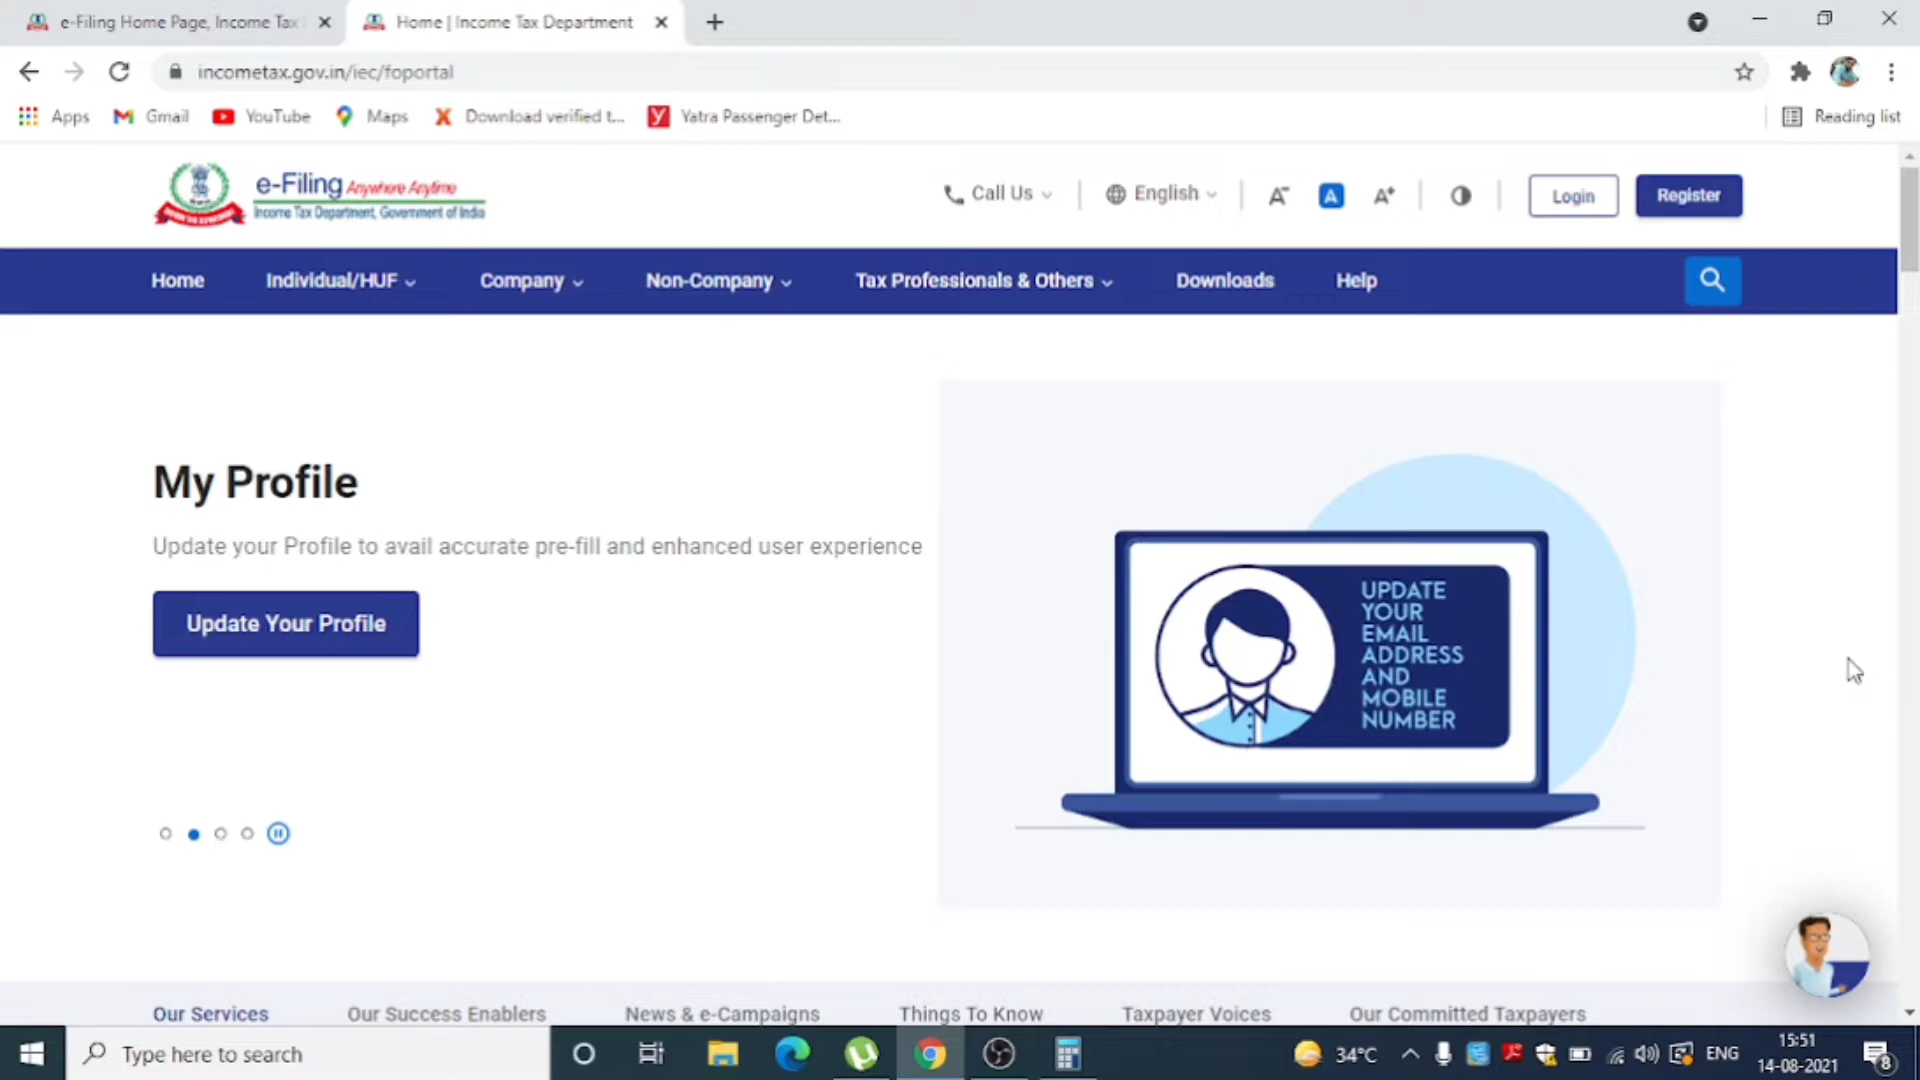 e-Filing Home Page, Income Tax
Home | Income Tax Department
incometax.gov.in/iec/foportal
Apps
Gmail
YouTube
Maps
Download verified t...
Yatra Passenger Det...
Reading list
e-Filing Anywhere Anytime
Income Tax Department, Government of India
Call Us
English
A-
A
A+
Login
Register
Home
Individual/HUF
Company
Non-Company
Tax Professionals & Others
Downloads
Help
My Profile
Update your Profile to avail accurate pre-fill and enhanced user experience
Update Your Profile
UPDATE
YOUR
EMAIL
ADDRESS
AND
MOBILE
NUMBER
Our Services
Our Success Enablers
News & e-Campaigns
Things To Know
Taxpayer Voices
Our Committed Taxpayers
Type here to search
34°C
ENG
15:51
14-08-2021
8